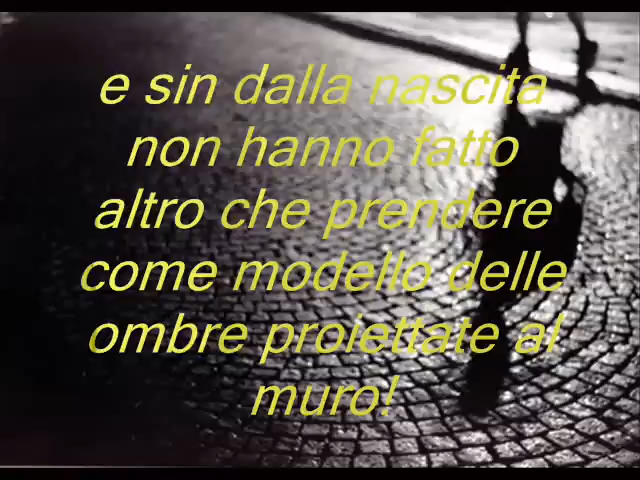 e sin dalla nascita
non hanno fatto
altro che prendere
come modello delle
ombre proiettate al
muro!